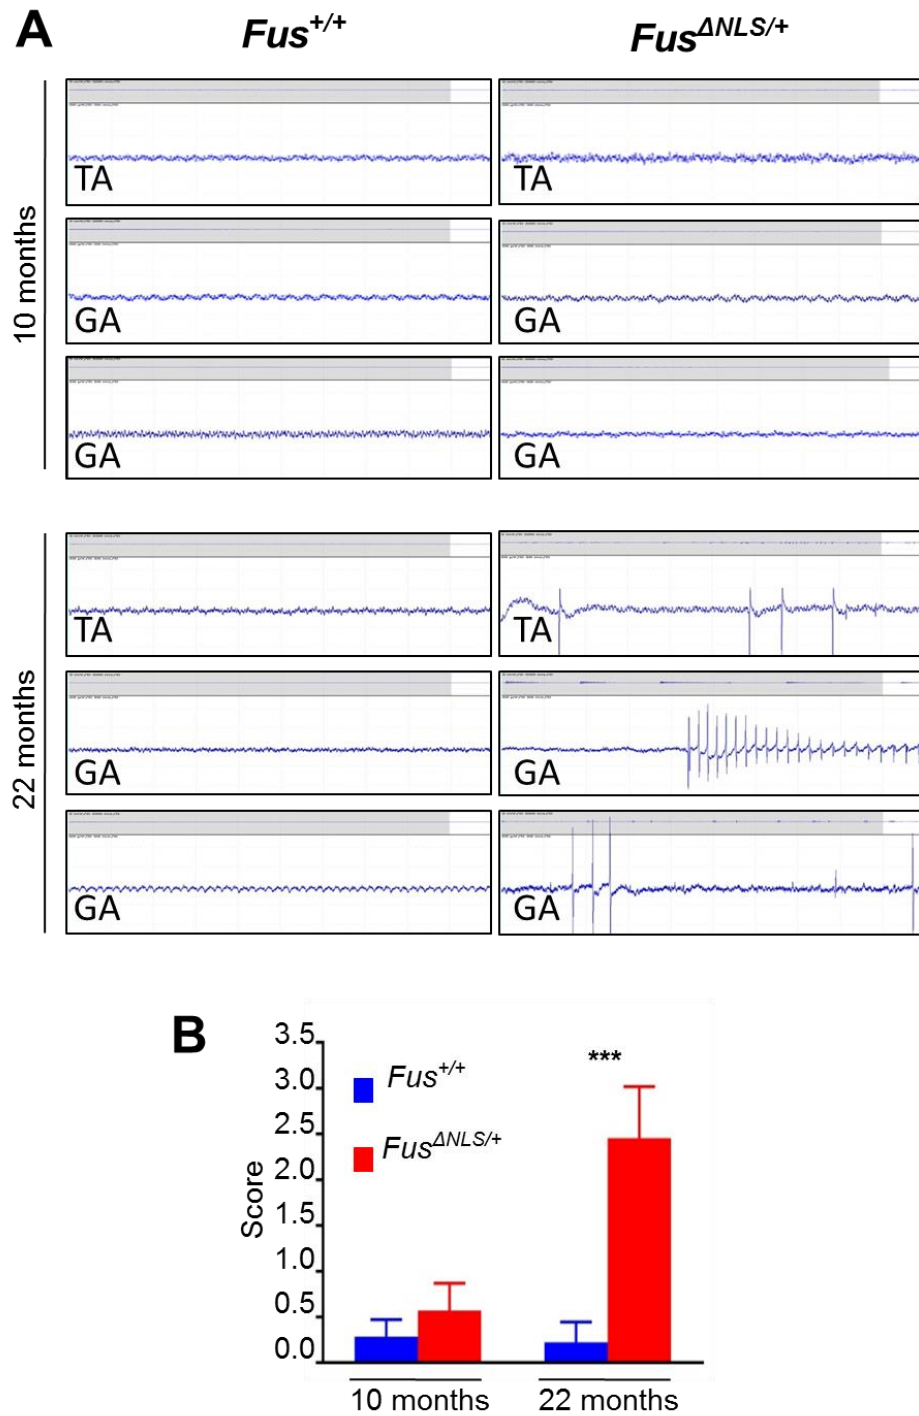 A
Fus+/+
FusΔNLS/+
10 months
TA
TA
GA
GA
GA
GA
22 months
TA
TA
GA
GA
GA
GA
B
Score
3.5
3.0
2.5
2.0
1.5
1.0
0.5
0.0
***
Fus+/+
FusΔNLS/+
10 months
22 months